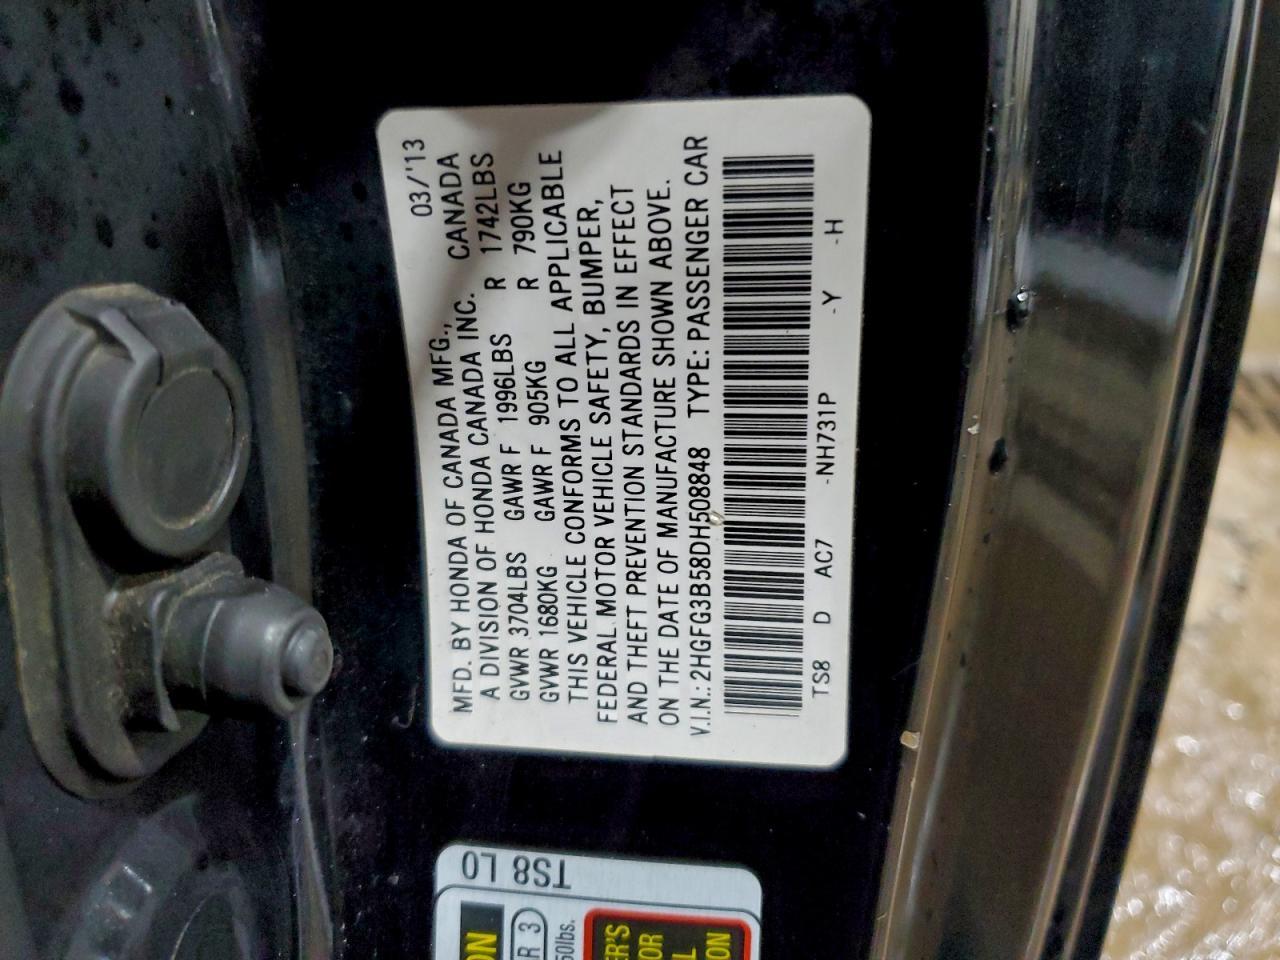 03/'13
MFD. BY HONDA OF CANADA MFG., CANADA
A DIVISION OF HONDA CANADA INC.
GVWR 3704LBS GAWR F 1996LBS R 1742LBS
GVWR 1680KG GAWR F 905KG R 790KG
THIS VEHICLE CONFORMS TO ALL APPLICABLE
FEDERAL MOTOR VEHICLE SAFETY, BUMPER,
AND THEFT PREVENTION STANDARDS IN EFFECT
ON THE DATE OF MANUFACTURE SHOWN ABOVE.
V.I.N.: 2HGFG3B58DH508848 TYPE: PASSENGER CAR
TS8 D AC7 -NH731P -Y -H
TS8 L0
R 3